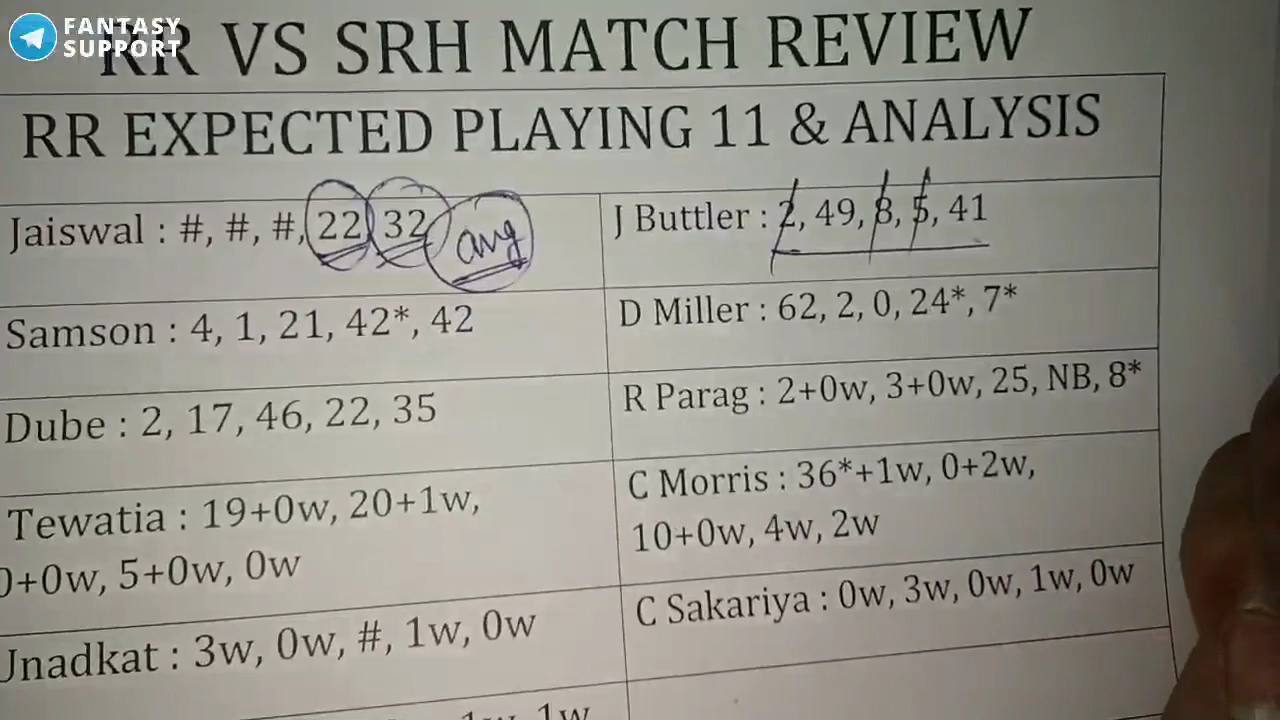 FANTASY
SUPPORT
RR VS SRH MATCH REVIEW
RR EXPECTED PLAYING 11 & ANALYSIS
Jaiswal : #, #, #, 22 32 avg
J Buttler : 2, 49, 8, 5, 41
Samson : 4, 1, 21, 42*, 42
D Miller : 62, 2, 0, 24*, 7*
Dube : 2, 17, 46, 22, 35
R Parag : 2+0w, 3+0w, 25, NB, 8*
Tewatia : 19+0w, 20+1w,
0+0w, 5+0w, 0w
C Morris : 36*+1w, 0+2w,
10+0w, 4w, 2w
Unadkat : 3w, 0w, #, 1w, 0w
C Sakariya : 0w, 3w, 0w, 1w, 0w
1w, 1w